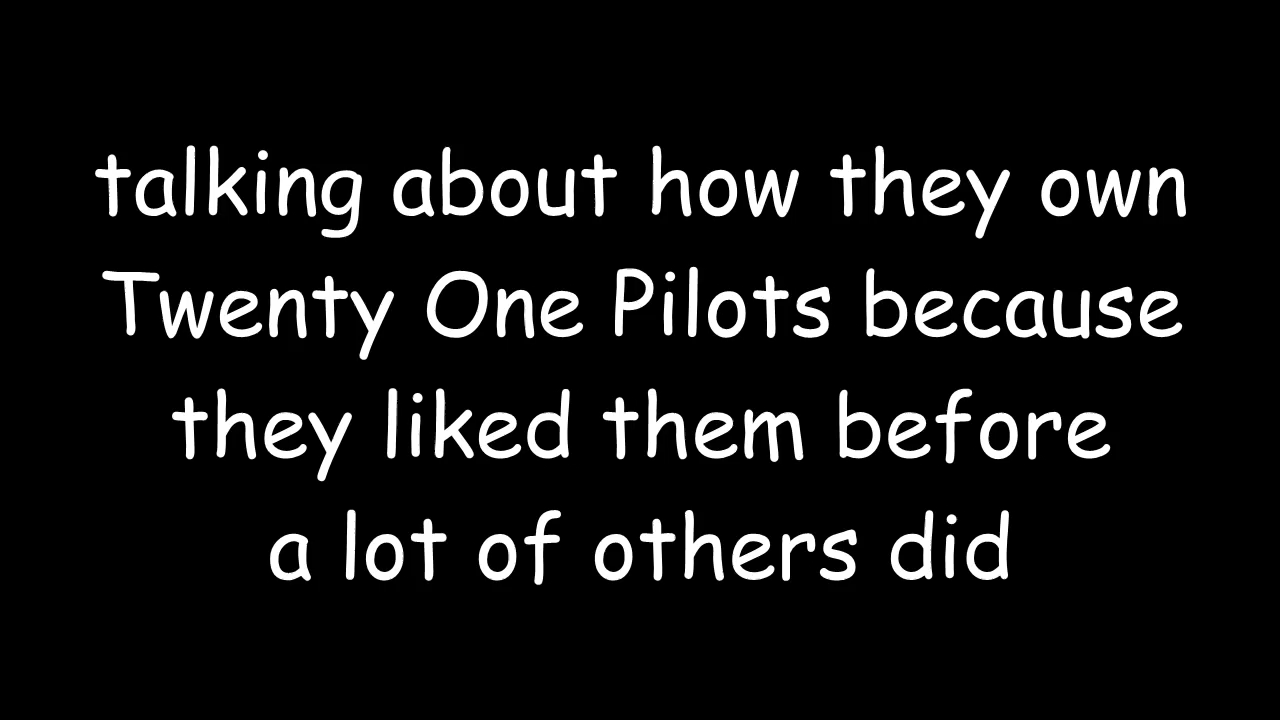 talking about how they own
Twenty One Pilots because
they liked them before
a lot of others did